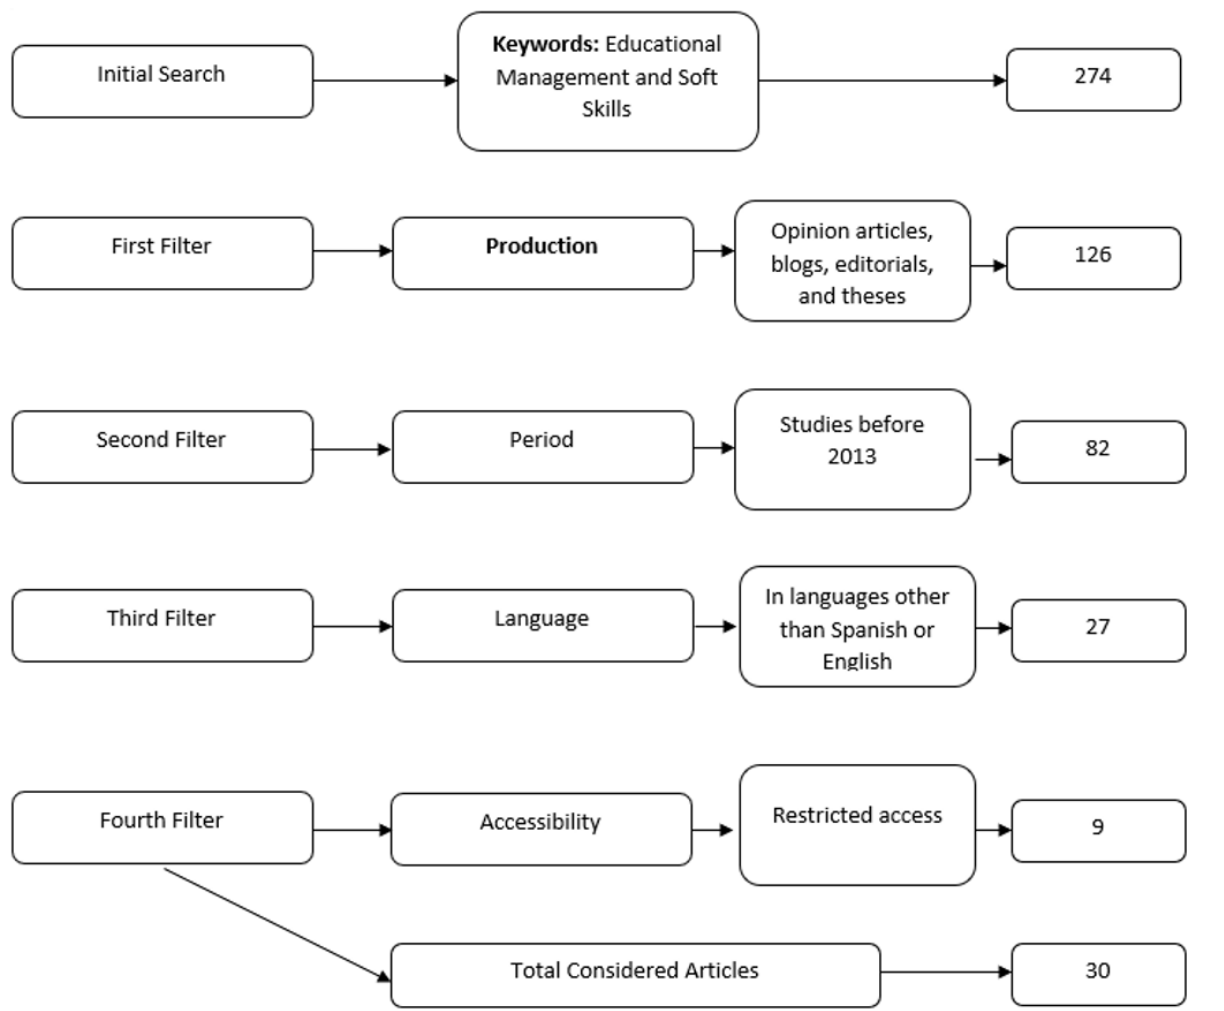 Initial Search
Keywords: Educational
Management and Soft
Skills
274
First Filter
Production
Opinion articles,
blogs, editorials,
and theses
126
Second Filter
Period
Studies before
2013
82
Third Filter
Language
In languages other
than Spanish or
English
27
Fourth Filter
Accessibility
Restricted access
9
Total Considered Articles
30